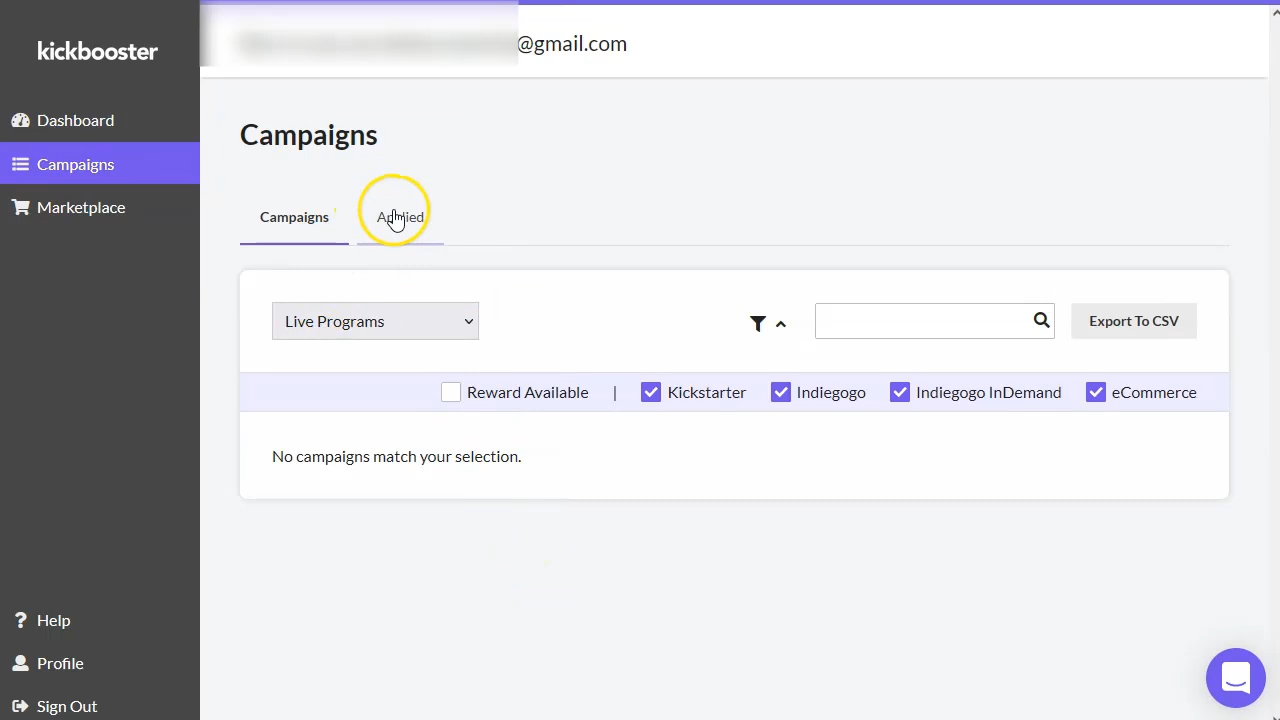 kickbooster
@gmail.com
Dashboard
Campaigns
Marketplace
Campaigns
Campaigns
Applied
Live Programs
Export To CSV
Reward Available | Kickstarter Indiegogo Indiegogo InDemand eCommerce
No campaigns match your selection.
Help
Profile
Sign Out